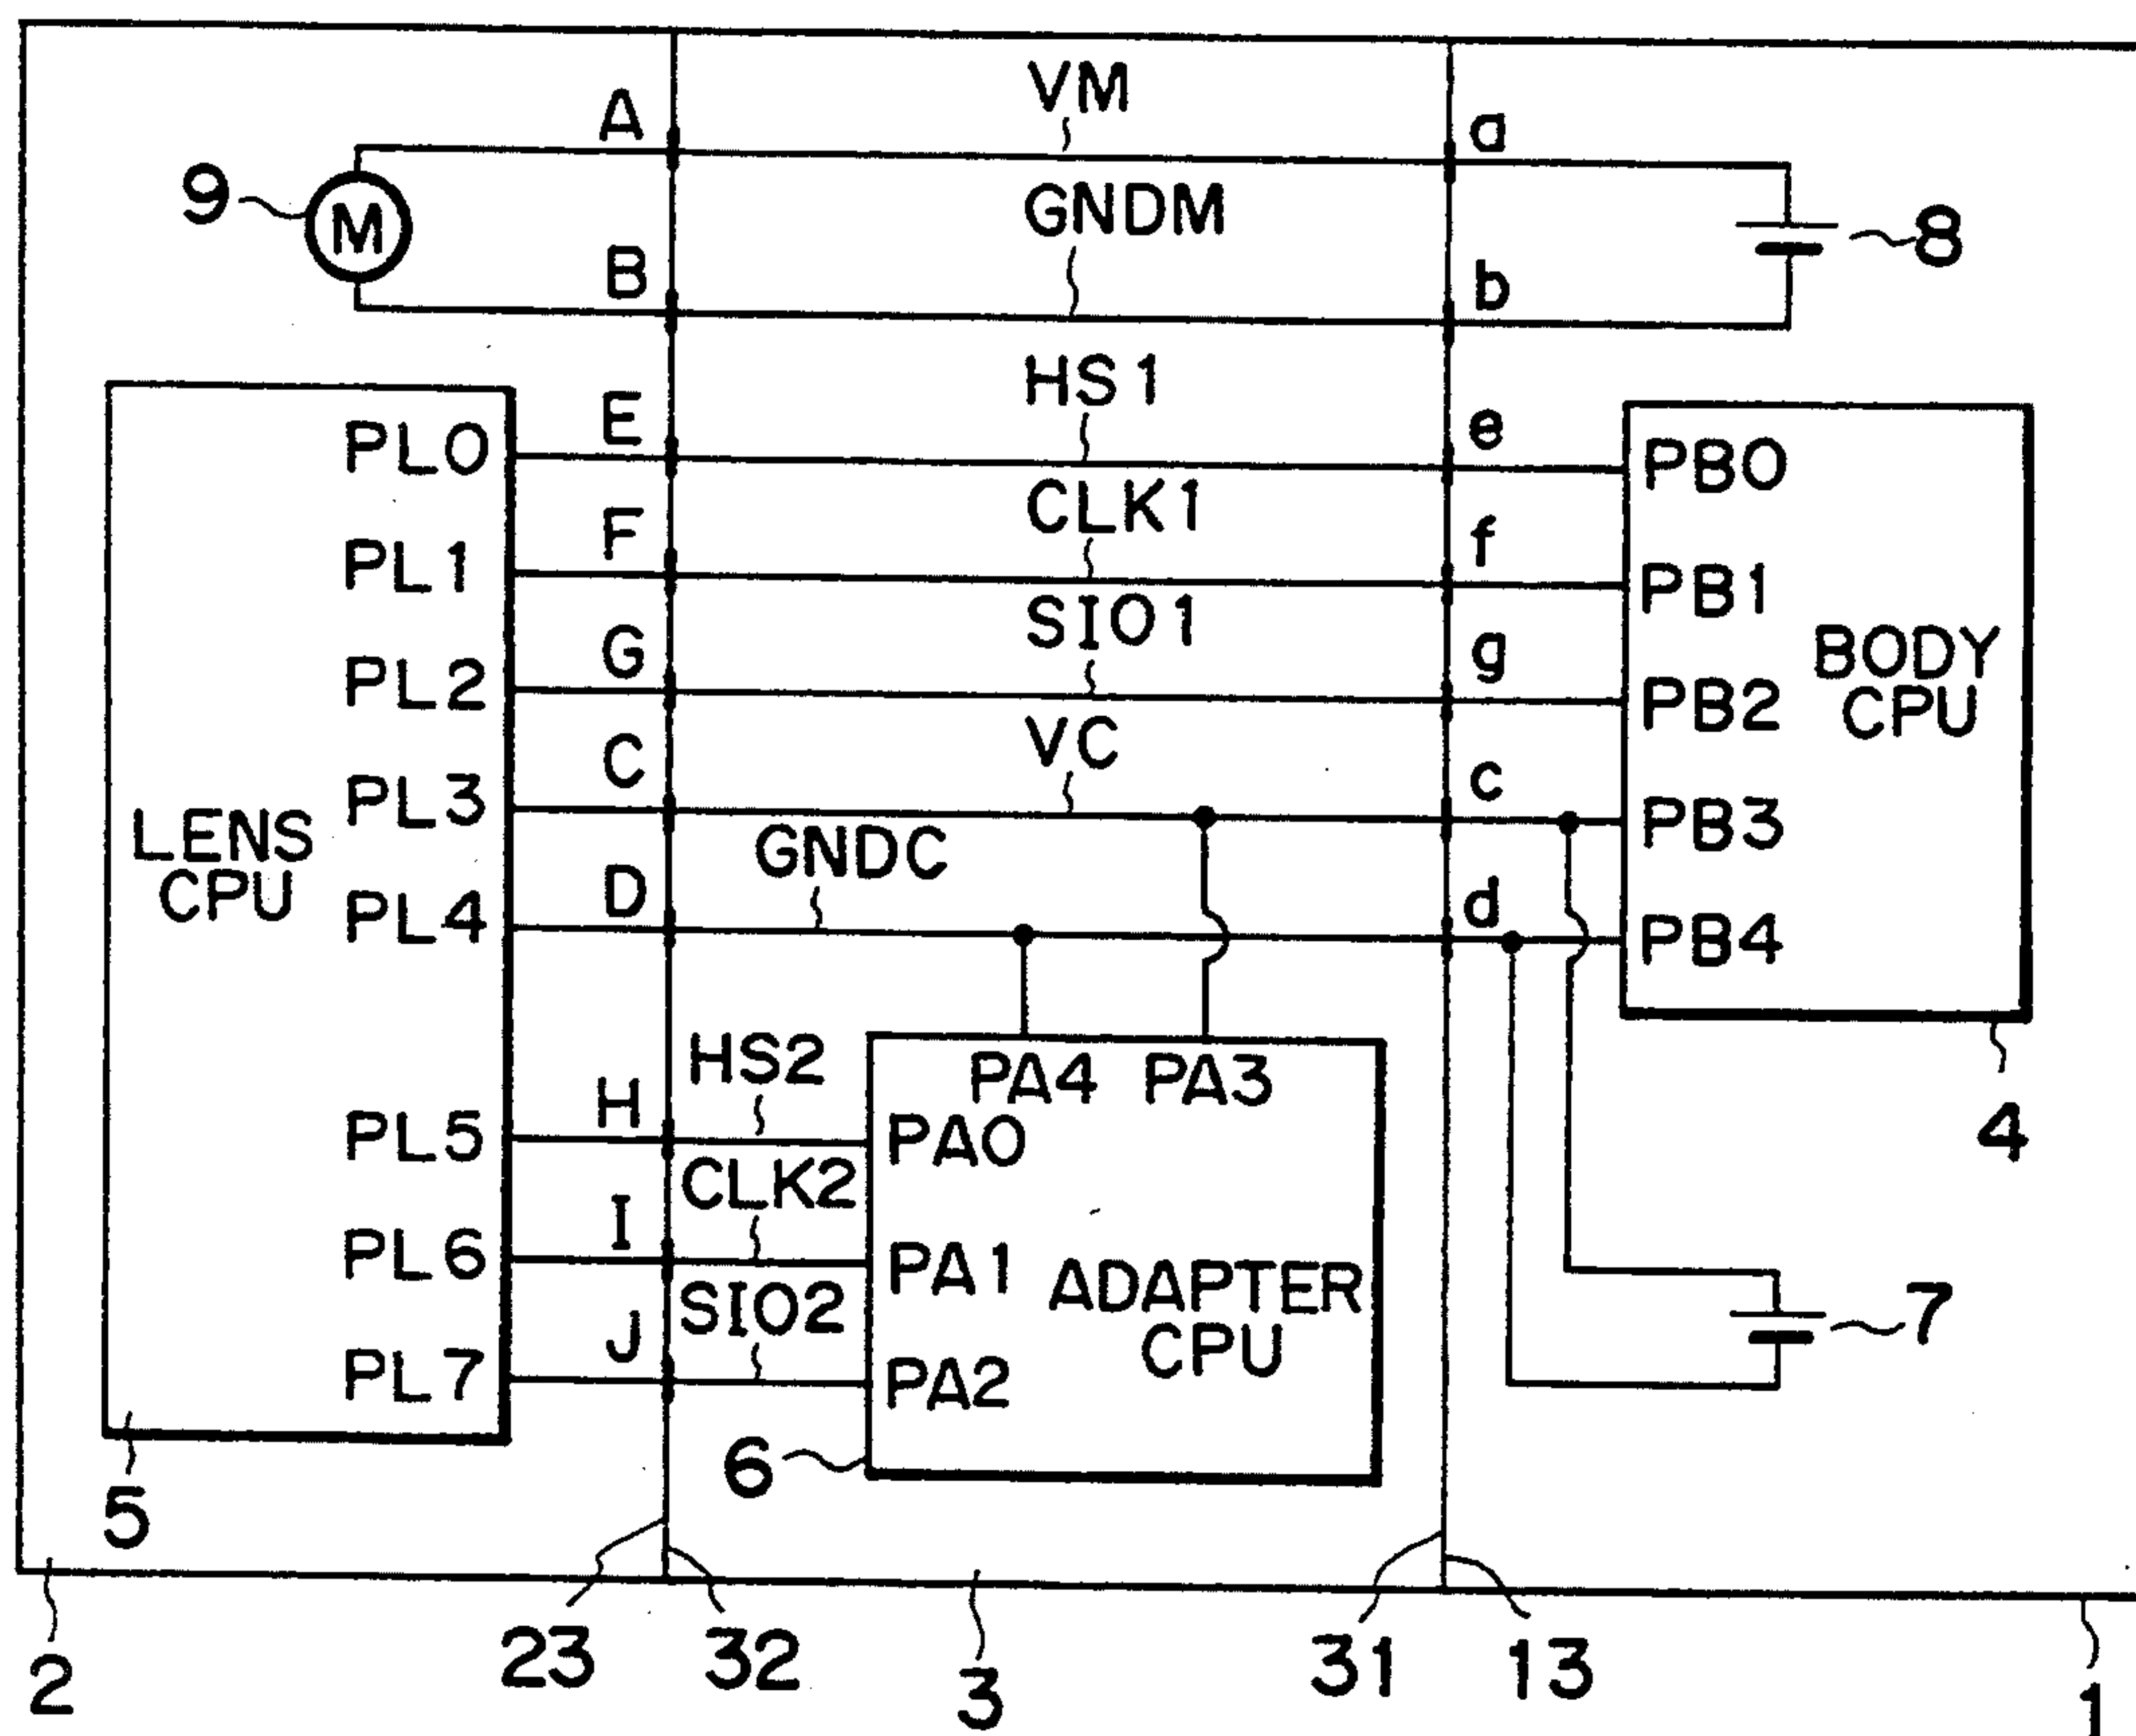 VM
A
a
9
M
GNDM
8
B
b
HS1
E
e
PL0
PB0
CLK1
F
f
PL1
PB1
SIO1
G
g
BODY
CPU
PL2
PB2
VC
C
c
PL3
PB3
LENS
CPU
GNDC
D
d
PL4
PB4
HS2
PA4 PA3
H
4
PL5
PA0
CLK2
I
PL6
PA1
ADAPTER
CPU
SIO2
7
J
PL7
PA2
6
5
23
32
31
13
2
3
1